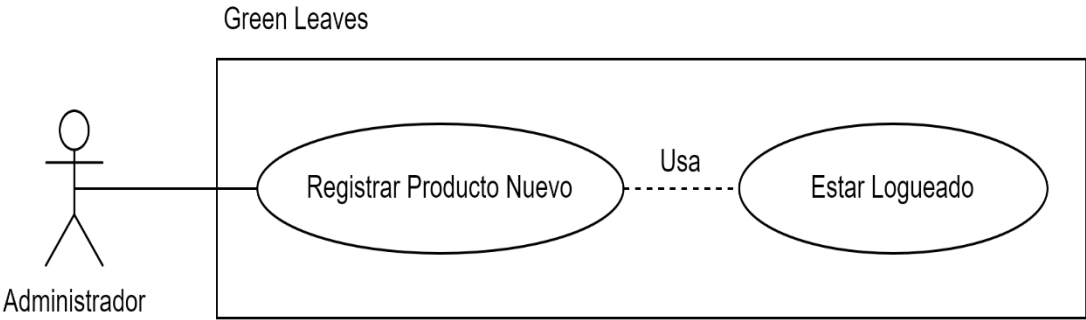 Green Leaves
Registrar Producto Nuevo
Usa
Estar Logueado
Administrador